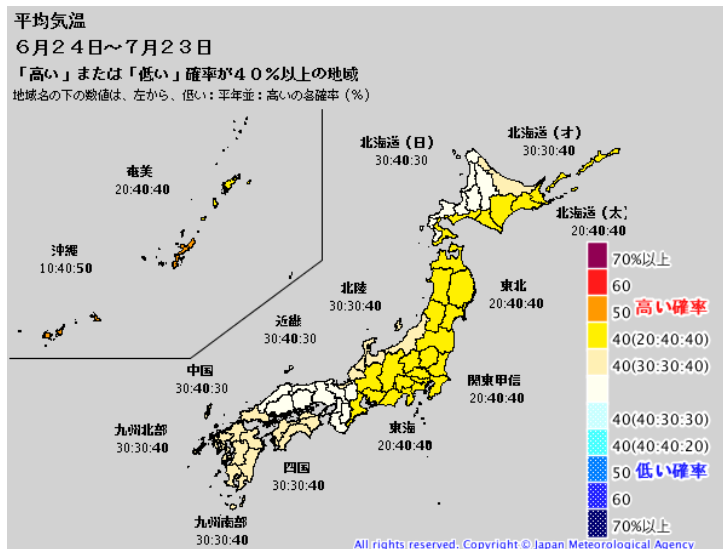 平均気温
6月24日~7月23日
「高い」または「低い」確率が40%以上の地域
地域名の下の数値は、左から、低い:平年並:高いの各確率(%)
北海道(日)
30:40:30
北海道(オ)
30:30:40
北海道(太)
20:40:40
奄美
20:40:40
沖縄
10:40:50
北陸
30:30:40
東北
20:40:40
近畿
30:40:30
中国
30:40:30
関東甲信
20:40:40
九州北部
30:30:40
東海
20:40:40
四国
30:30:40
九州南部
30:30:40
70%以上
60
50 高い確率
40(20:40:40)
40(30:30:40)
40(40:30:30)
40(40:40:20)
50 低い確率
60
70%以上
All rights reserved. Copyright © Japan Meteorological Agency